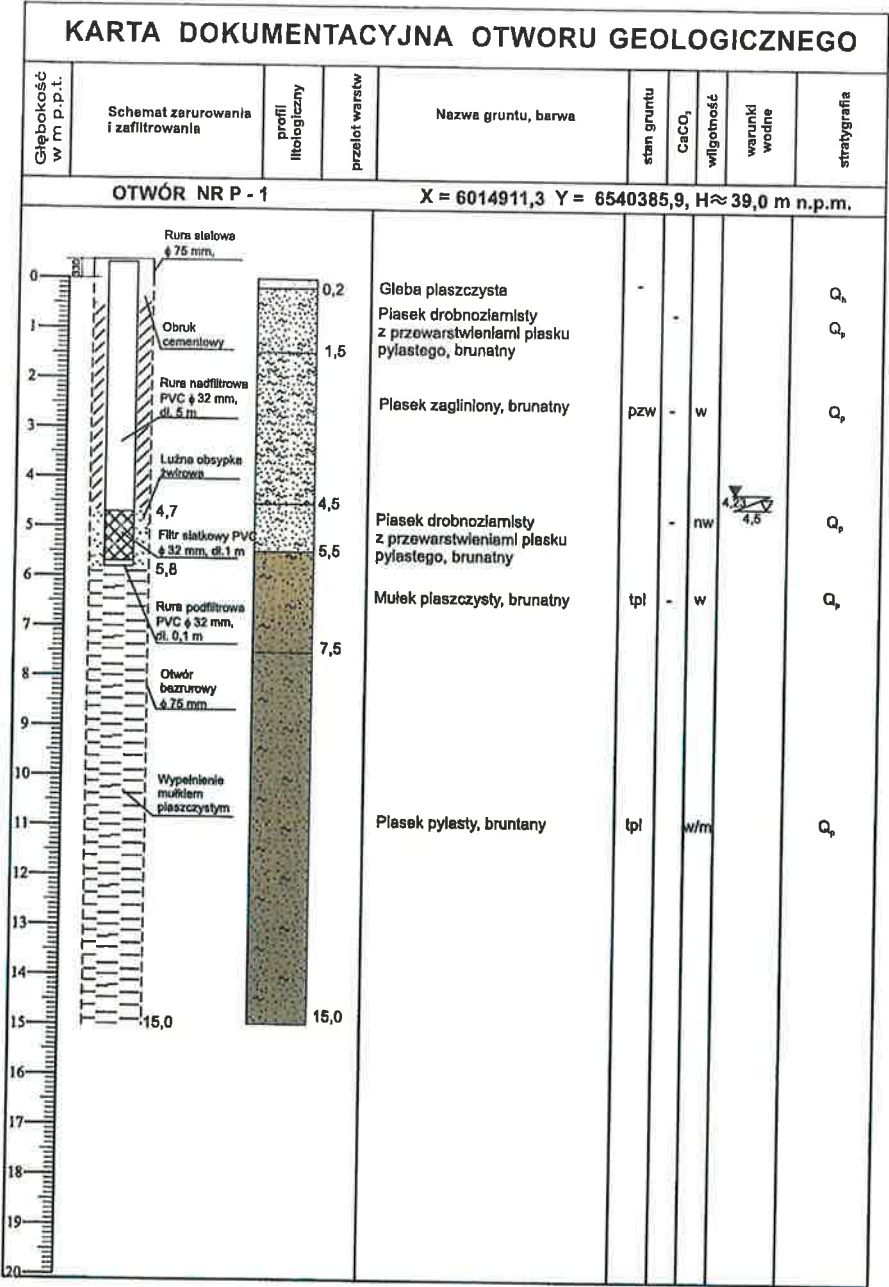 KARTA DOKUMENTACYJNA OTWORU GEOLOGICZNEGO
Głębokość
w m p.p.t.
Schemat zarurowania
i zafiltrowania
profil
litologiczny
przelot warstw
Nazwa gruntu, barwa
stan gruntu
CaCO₃
wilgotność
warunki
wodne
stratygrafia
OTWÓR NR P - 1
X = 6014911,3 Y = 6540385,9, H≈ 39,0 m n.p.m.
0
1
2
3
4
5
6
7
8
9
10
11
12
13
14
15
16
17
18
19
20
330
Rura stalowa
ϕ 75 mm,
Obruk
cementowy
Rura nadfiltrowa
PVC ϕ 32 mm,
dł. 5 m
Luźna obsypka
żwirowa
4,7
Filtr siatkowy PVC
ϕ 32 mm, dł.1 m
5,8
Rura podfiltrowa
PVC ϕ 32 mm,
dł. 0,1 m
Otwór
bezrurowy
ϕ 75 mm
Wypełnienie
mułkiem
piaszczystym
15,0
0,2
1,5
4,5
5,5
7,5
15,0
Gleba piaszczysta - Qₕ
Piasek drobnoziarnisty
z przewarstwieniami piasku
pylastego, brunatny - Qₚ
Piasek zagliniony, brunatny pzw - w Qₚ
4,23
4,5
Piasek drobnoziarnisty
z przewarstwieniami piasku
pylastego, brunatny - nw Qₚ
Mułek piaszczysty, brunatny tpl - w Qₚ
Piasek pylasty, bruntany tpl w/m Qₚ